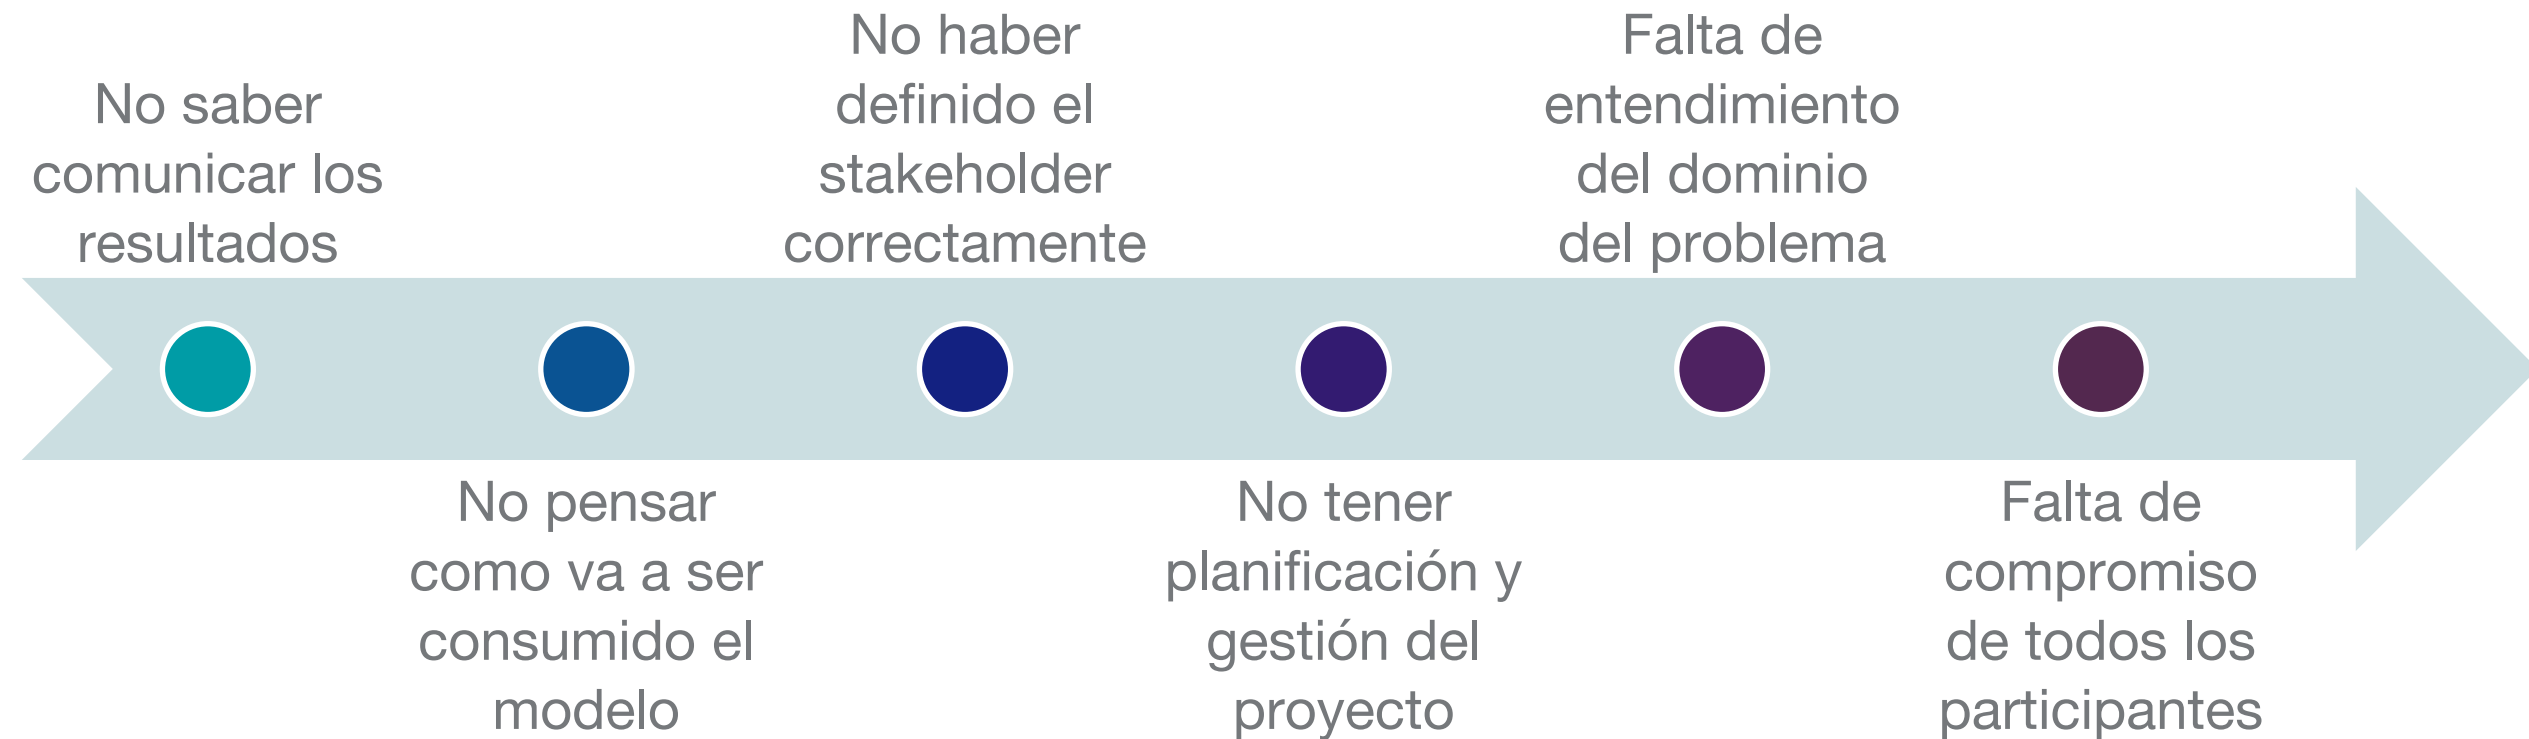 No saber
comunicar los
resultados
No pensar
como va a ser
consumido el
modelo
No haber
definido el
stakeholder
correctamente
No tener
planificación y
gestión del
proyecto
Falta de
entendimiento
del dominio
del problema
Falta de
compromiso
de todos los
participantes